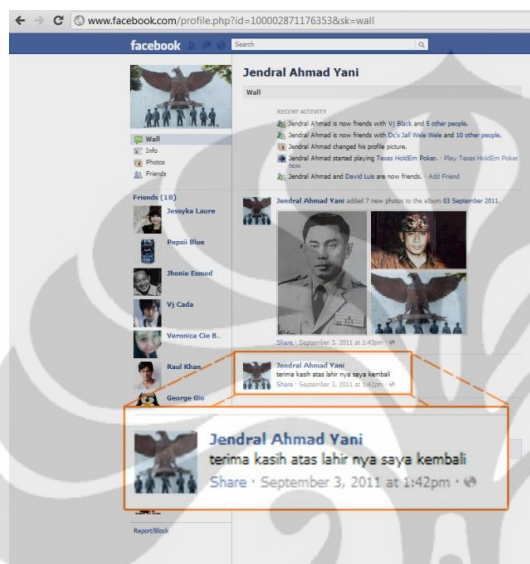 www.facebook.com/profile.php?id=100002871176353&sk=wall
facebook
Search
Jendral Ahmad Yani
Wall
RECENT ACTIVITY
Jendral Ahmad is now friends with Vj Black and 5 other people.
Jendral Ahmad is now friends with Dc's Jall Wele Wele and 10 other people.
Jendral Ahmad changed his profile picture.
Jendral Ahmad started playing Texas HoldEm Poker. · Play Texas HoldEm Poker
now
Jendral Ahmad and David Luis are now friends. · Add Friend
Wall
Info
Photos
Friends
Friends (18)
Jessyka Laure
Pepsii Blue
Jhonie Esmod
Vj Cada
Veronica Cie B..
Raul Khan
George Gio
Report/Block
Jendral Ahmad Yani added 7 new photos to the album 03 September 2011.
Share · September 3, 2011 at 1:43pm ·
Jendral Ahmad Yani
terima kasih atas lahir nya saya kembali
Share · September 3, 2011 at 1:42pm ·
Jendral Ahmad Yani
terima kasih atas lahir nya saya kembali
Share · September 3, 2011 at 1:42pm ·